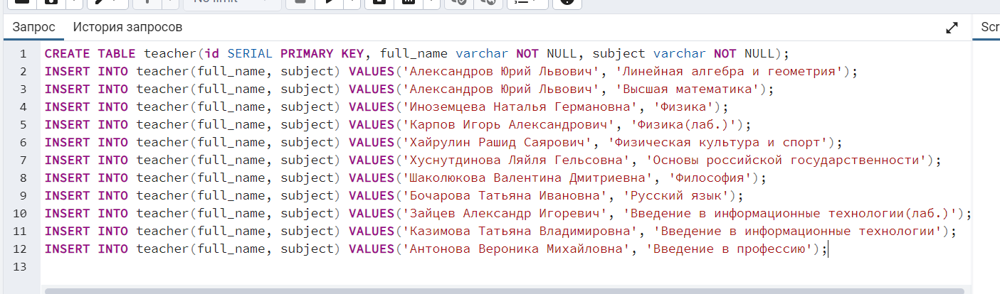 No limit
Запрос История запросов Scr
1 CREATE TABLE teacher(id SERIAL PRIMARY KEY, full_name varchar NOT NULL, subject varchar NOT NULL);
2 INSERT INTO teacher(full_name, subject) VALUES('Александров Юрий Львович', 'Линейная алгебра и геометрия');
3 INSERT INTO teacher(full_name, subject) VALUES('Александров Юрий Львович', 'Высшая математика');
4 INSERT INTO teacher(full_name, subject) VALUES('Иноземцева Наталья Германовна', 'Физика');
5 INSERT INTO teacher(full_name, subject) VALUES('Карпов Игорь Александрович', 'Физика(лаб.)');
6 INSERT INTO teacher(full_name, subject) VALUES('Хайрулин Рашид Саярович', 'Физическая культура и спорт');
7 INSERT INTO teacher(full_name, subject) VALUES('Хуснутдинова Ляйля Гельсовна', 'Основы российской государственности');
8 INSERT INTO teacher(full_name, subject) VALUES('Шаколюкова Валентина Дмитриевна', 'Философия');
9 INSERT INTO teacher(full_name, subject) VALUES('Бочарова Татьяна Ивановна', 'Русский язык');
10 INSERT INTO teacher(full_name, subject) VALUES('Зайцев Александр Игоревич', 'Введение в информационные технологии(лаб.)');
11 INSERT INTO teacher(full_name, subject) VALUES('Казимова Татьяна Владимировна', 'Введение в информационные технологии');
12 INSERT INTO teacher(full_name, subject) VALUES('Антонова Вероника Михайловна', 'Введение в профессию');
13